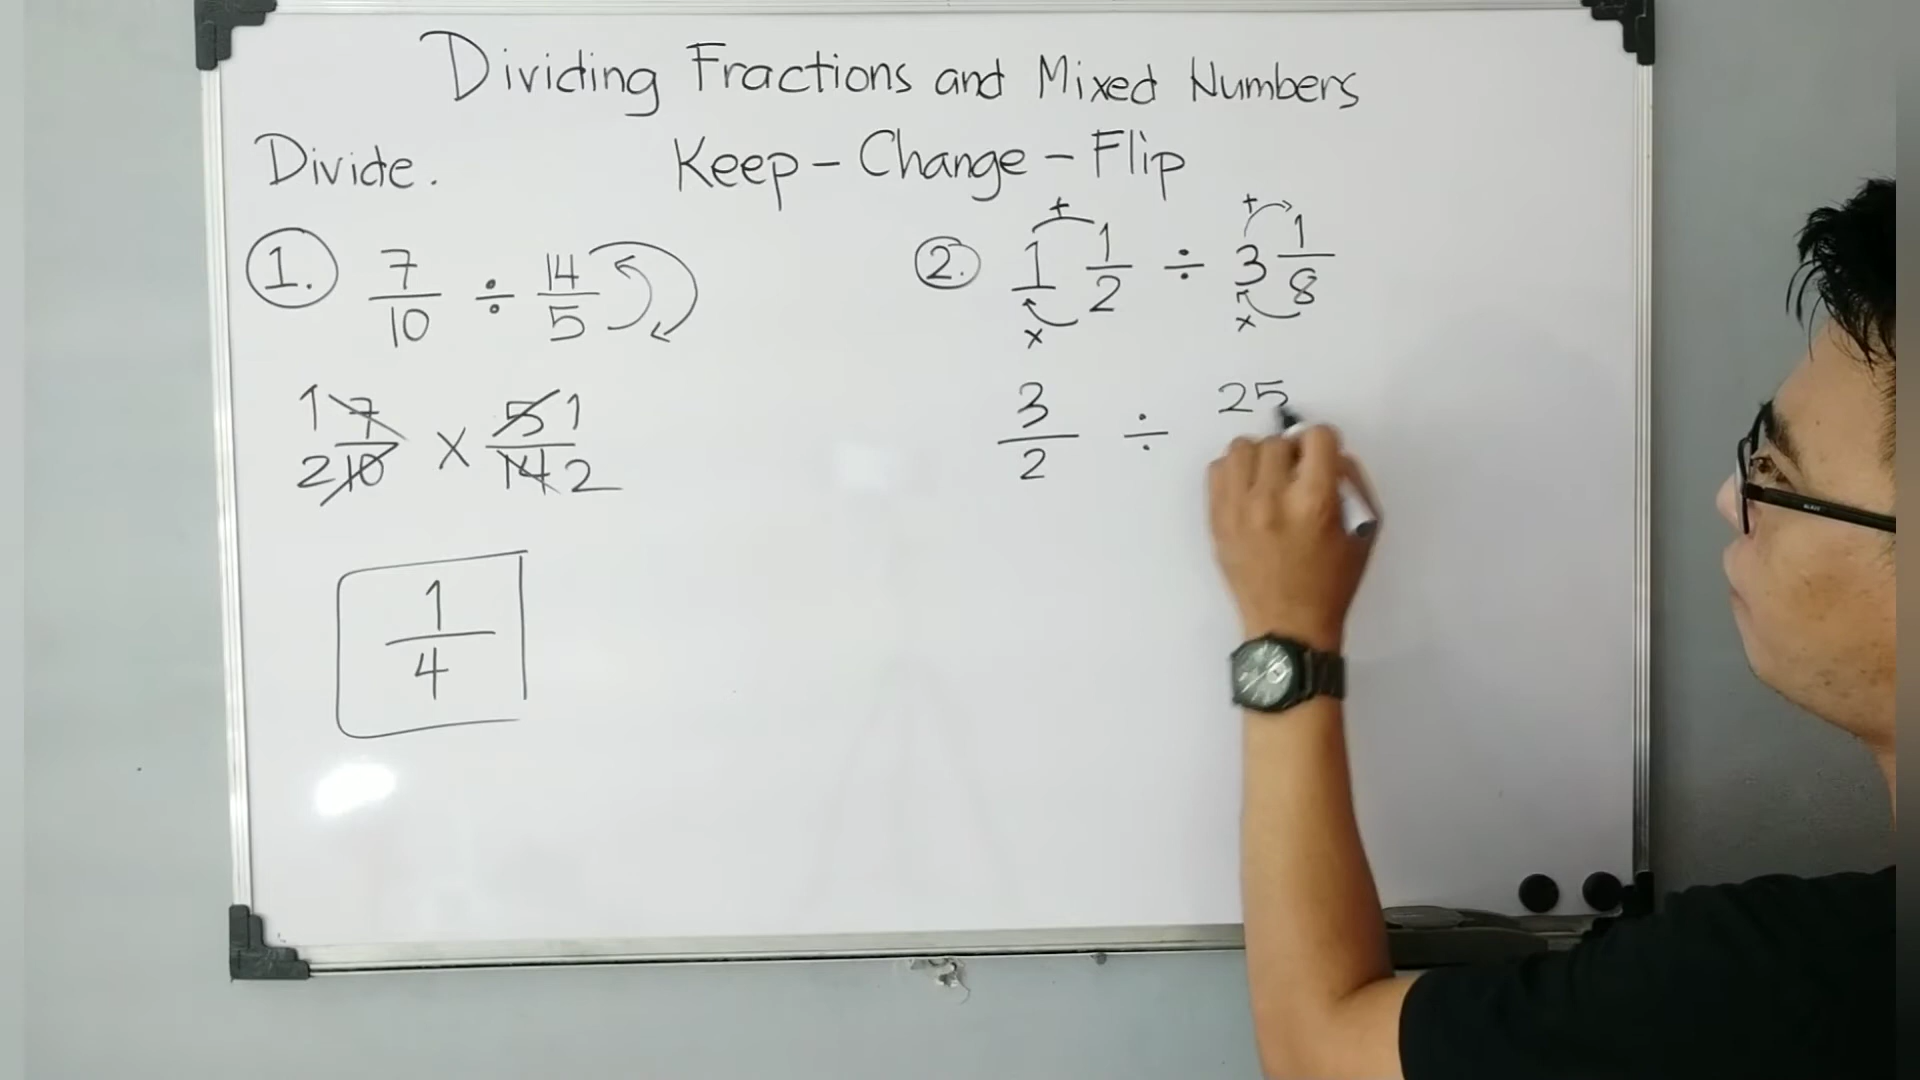 Dividing Fractions and Mixed Numbers
Divide. Keep - Change - Flip
1. 7/10 ÷ 14/5
2. 1 1/2 ÷ 3 1/8
+ +
x x
1 7/2 10 x 5 1/14 2
3/2 ÷ 25
1/4